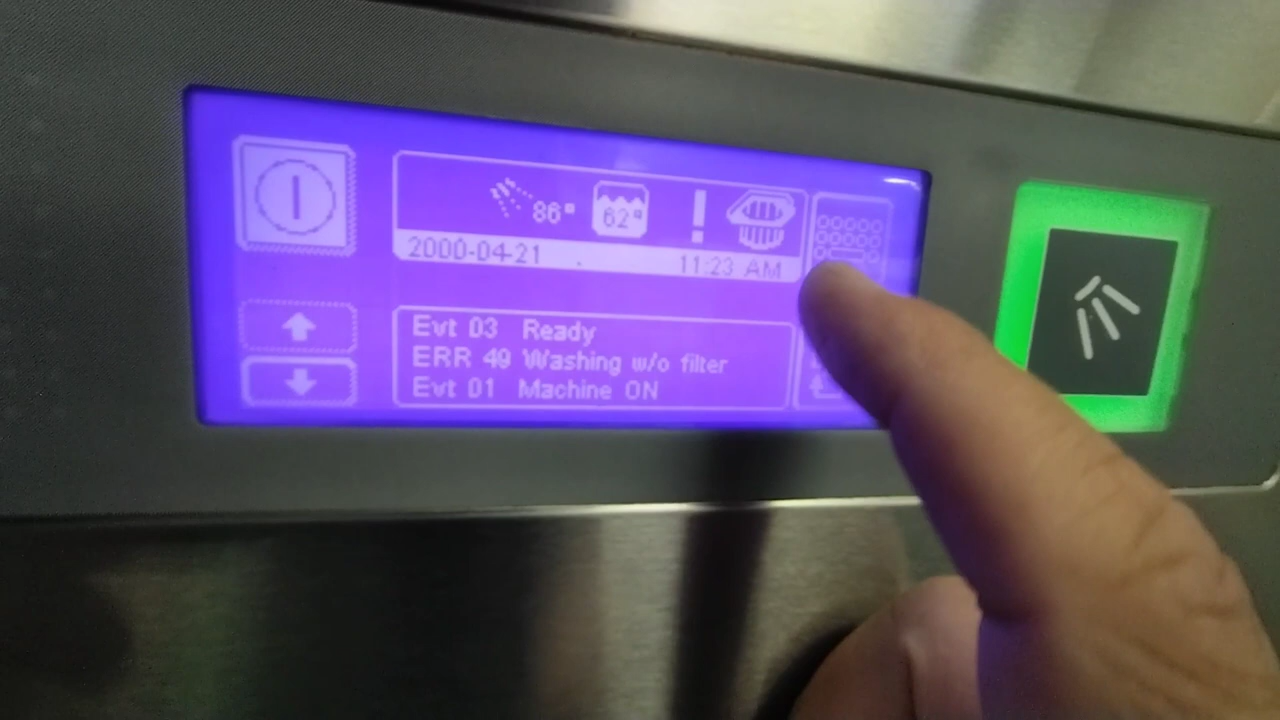 86°
62°
!
2000-04-21 11:23 AM
Evt 03 Ready
ERR 49 Washing w/o filter
Evt 01 Machine ON